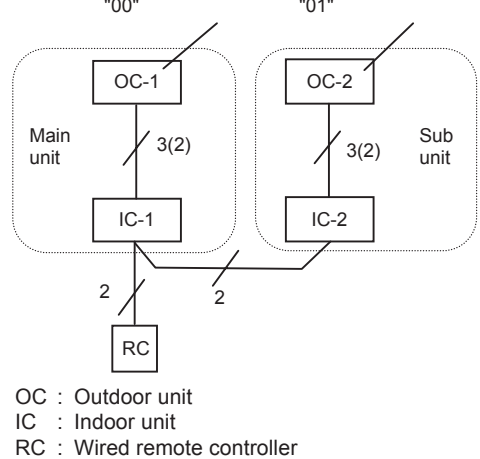 "00" "01"
OC-1 OC-2
Main
unit
3(2) 3(2)
Sub
unit
IC-1 IC-2
2 2
RC
OC : Outdoor unit
IC : Indoor unit
RC : Wired remote controller